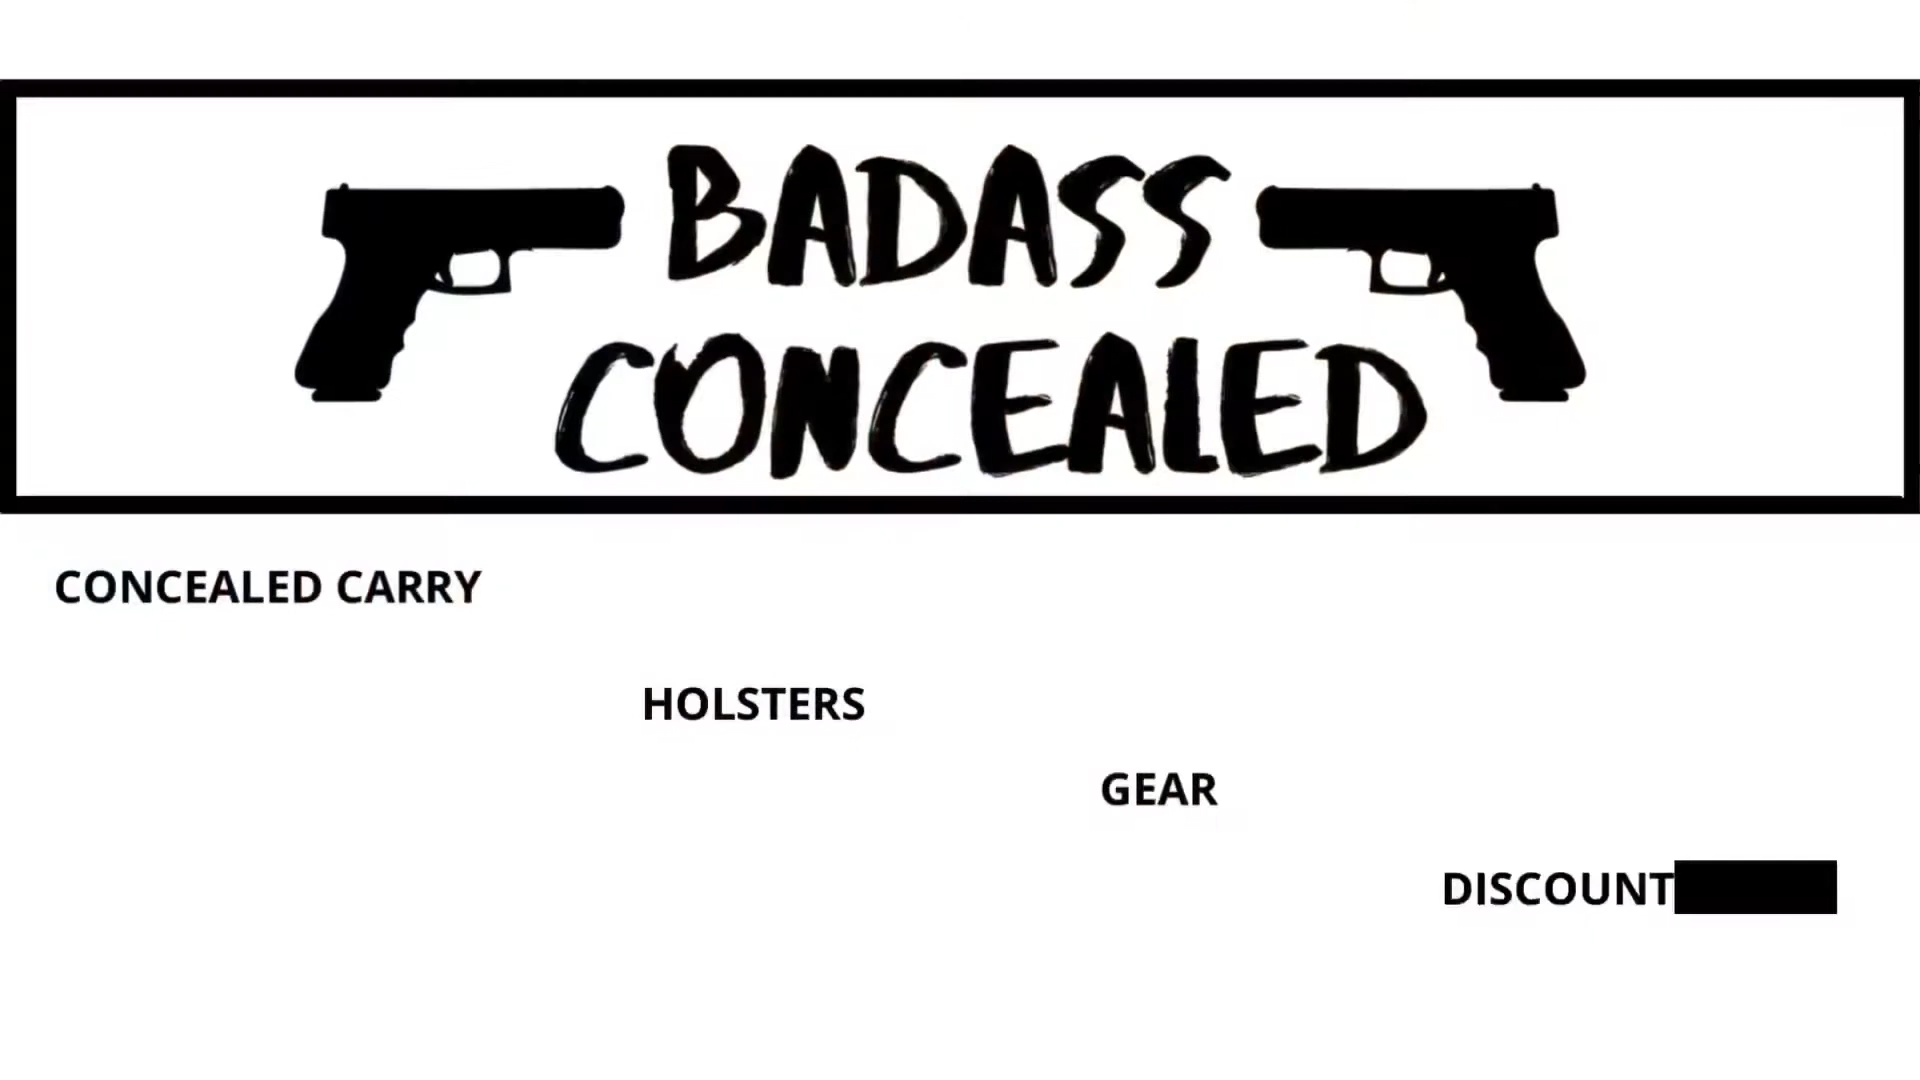 BADASS
CONCEALED
CONCEALED CARRY
HOLSTERS
GEAR
DISCOUNT